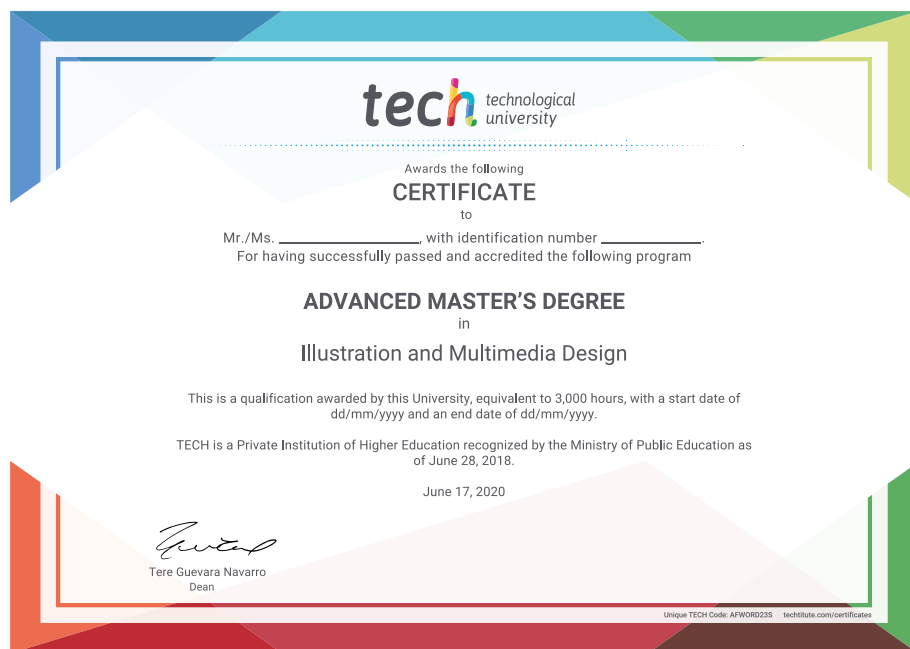 tech technological
university
Awards the following
CERTIFICATE
to
Mr./Ms. ____________________, with identification number ______________.
For having successfully passed and accredited the following program
ADVANCED MASTER’S DEGREE
in
Illustration and Multimedia Design
This is a qualification awarded by this University, equivalent to 3,000 hours, with a start date of
dd/mm/yyyy and an end date of dd/mm/yyyy.
TECH is a Private Institution of Higher Education recognized by the Ministry of Public Education as
of June 28, 2018.
June 17, 2020
Tere Guevara Navarro
Dean
Unique TECH Code: AFWORD23S techtitute.com/certificates